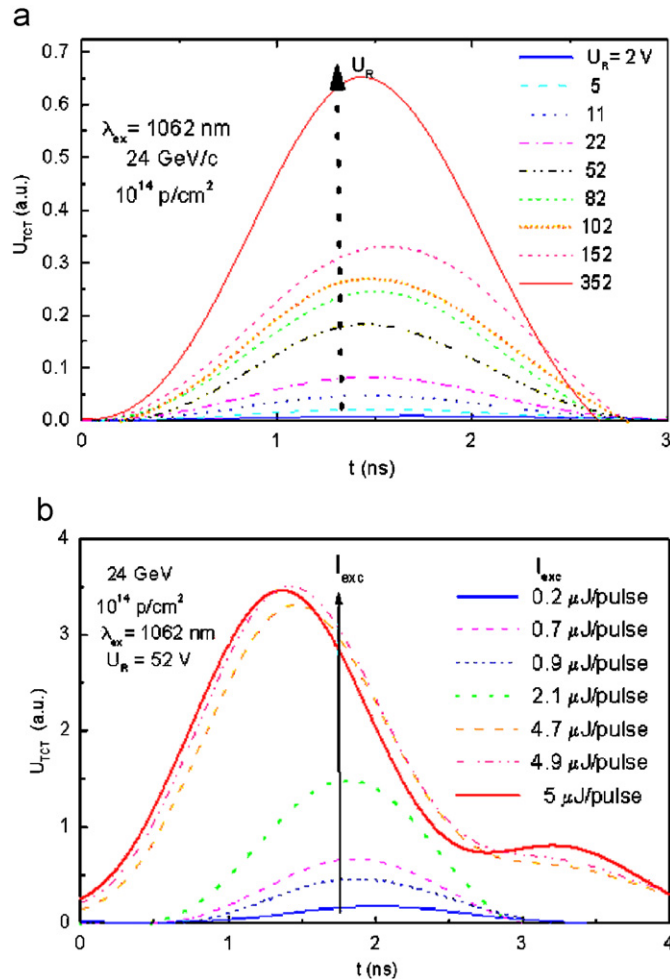 a
0.7
0.6
0.5
0.4
0.3
0.2
0.1
0.0
U_TCT (a.u.)
λ_ex = 1062 nm
24 GeV/c
10^14 p/cm^2
U_R
U_R = 2 V
5
11
22
52
82
102
152
352
0 1 2 3
t (ns)
b
4
3
2
1
0
U_TCT (a.u.)
24 GeV
10^14 p/cm^2
λ_ex = 1062 nm
U_R = 52 V
I_exc
I_exc
0.2 μJ/pulse
0.7 μJ/pulse
0.9 μJ/pulse
2.1 μJ/pulse
4.7 μJ/pulse
4.9 μJ/pulse
5 μJ/pulse
0 1 2 3 4
t (ns)